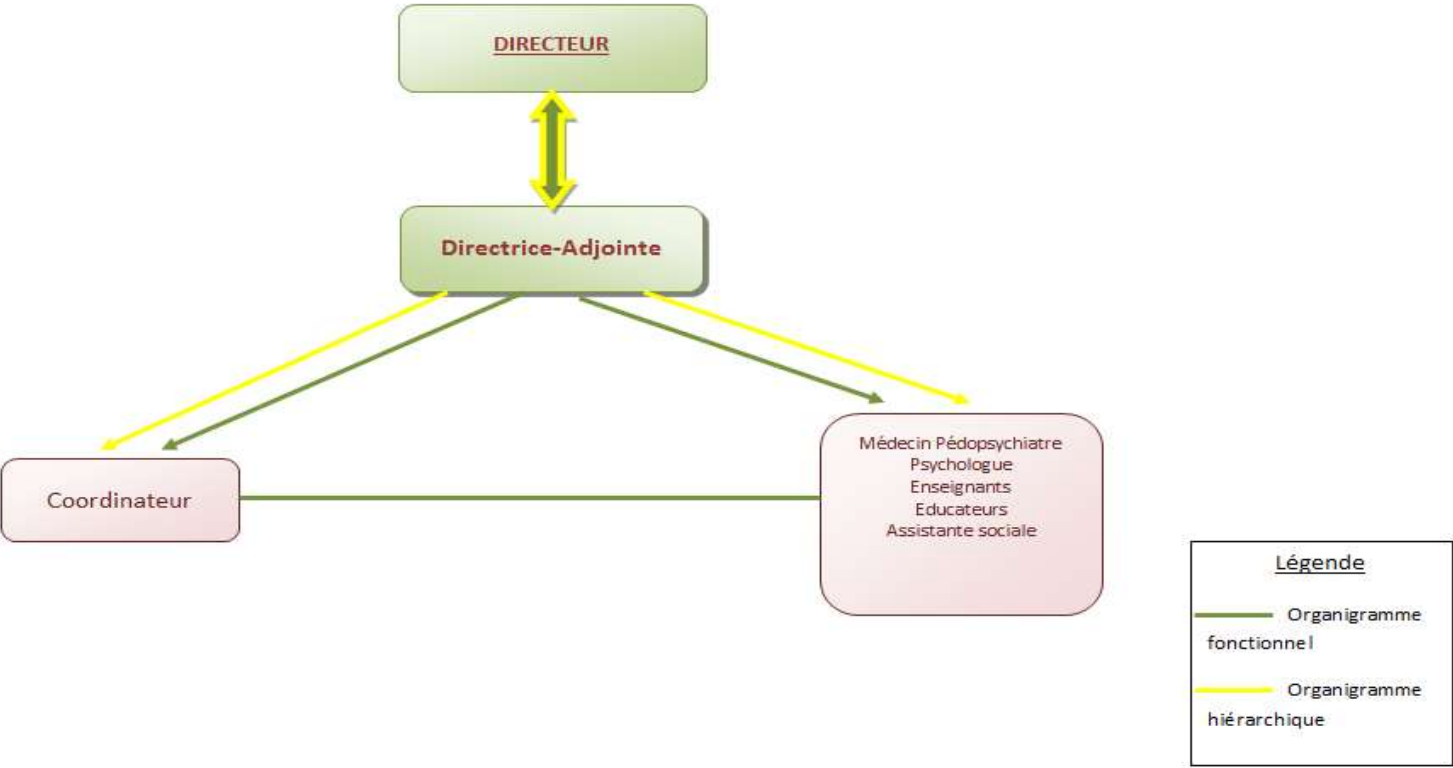 DIRECTEUR
Directrice-Adjointe
Coordinateur
Médecin Pédopsychiatre
Psychologue
Enseignants
Educateurs
Assistante sociale
Légende
Organigramme
fonctionnel
Organigramme
hiérarchique